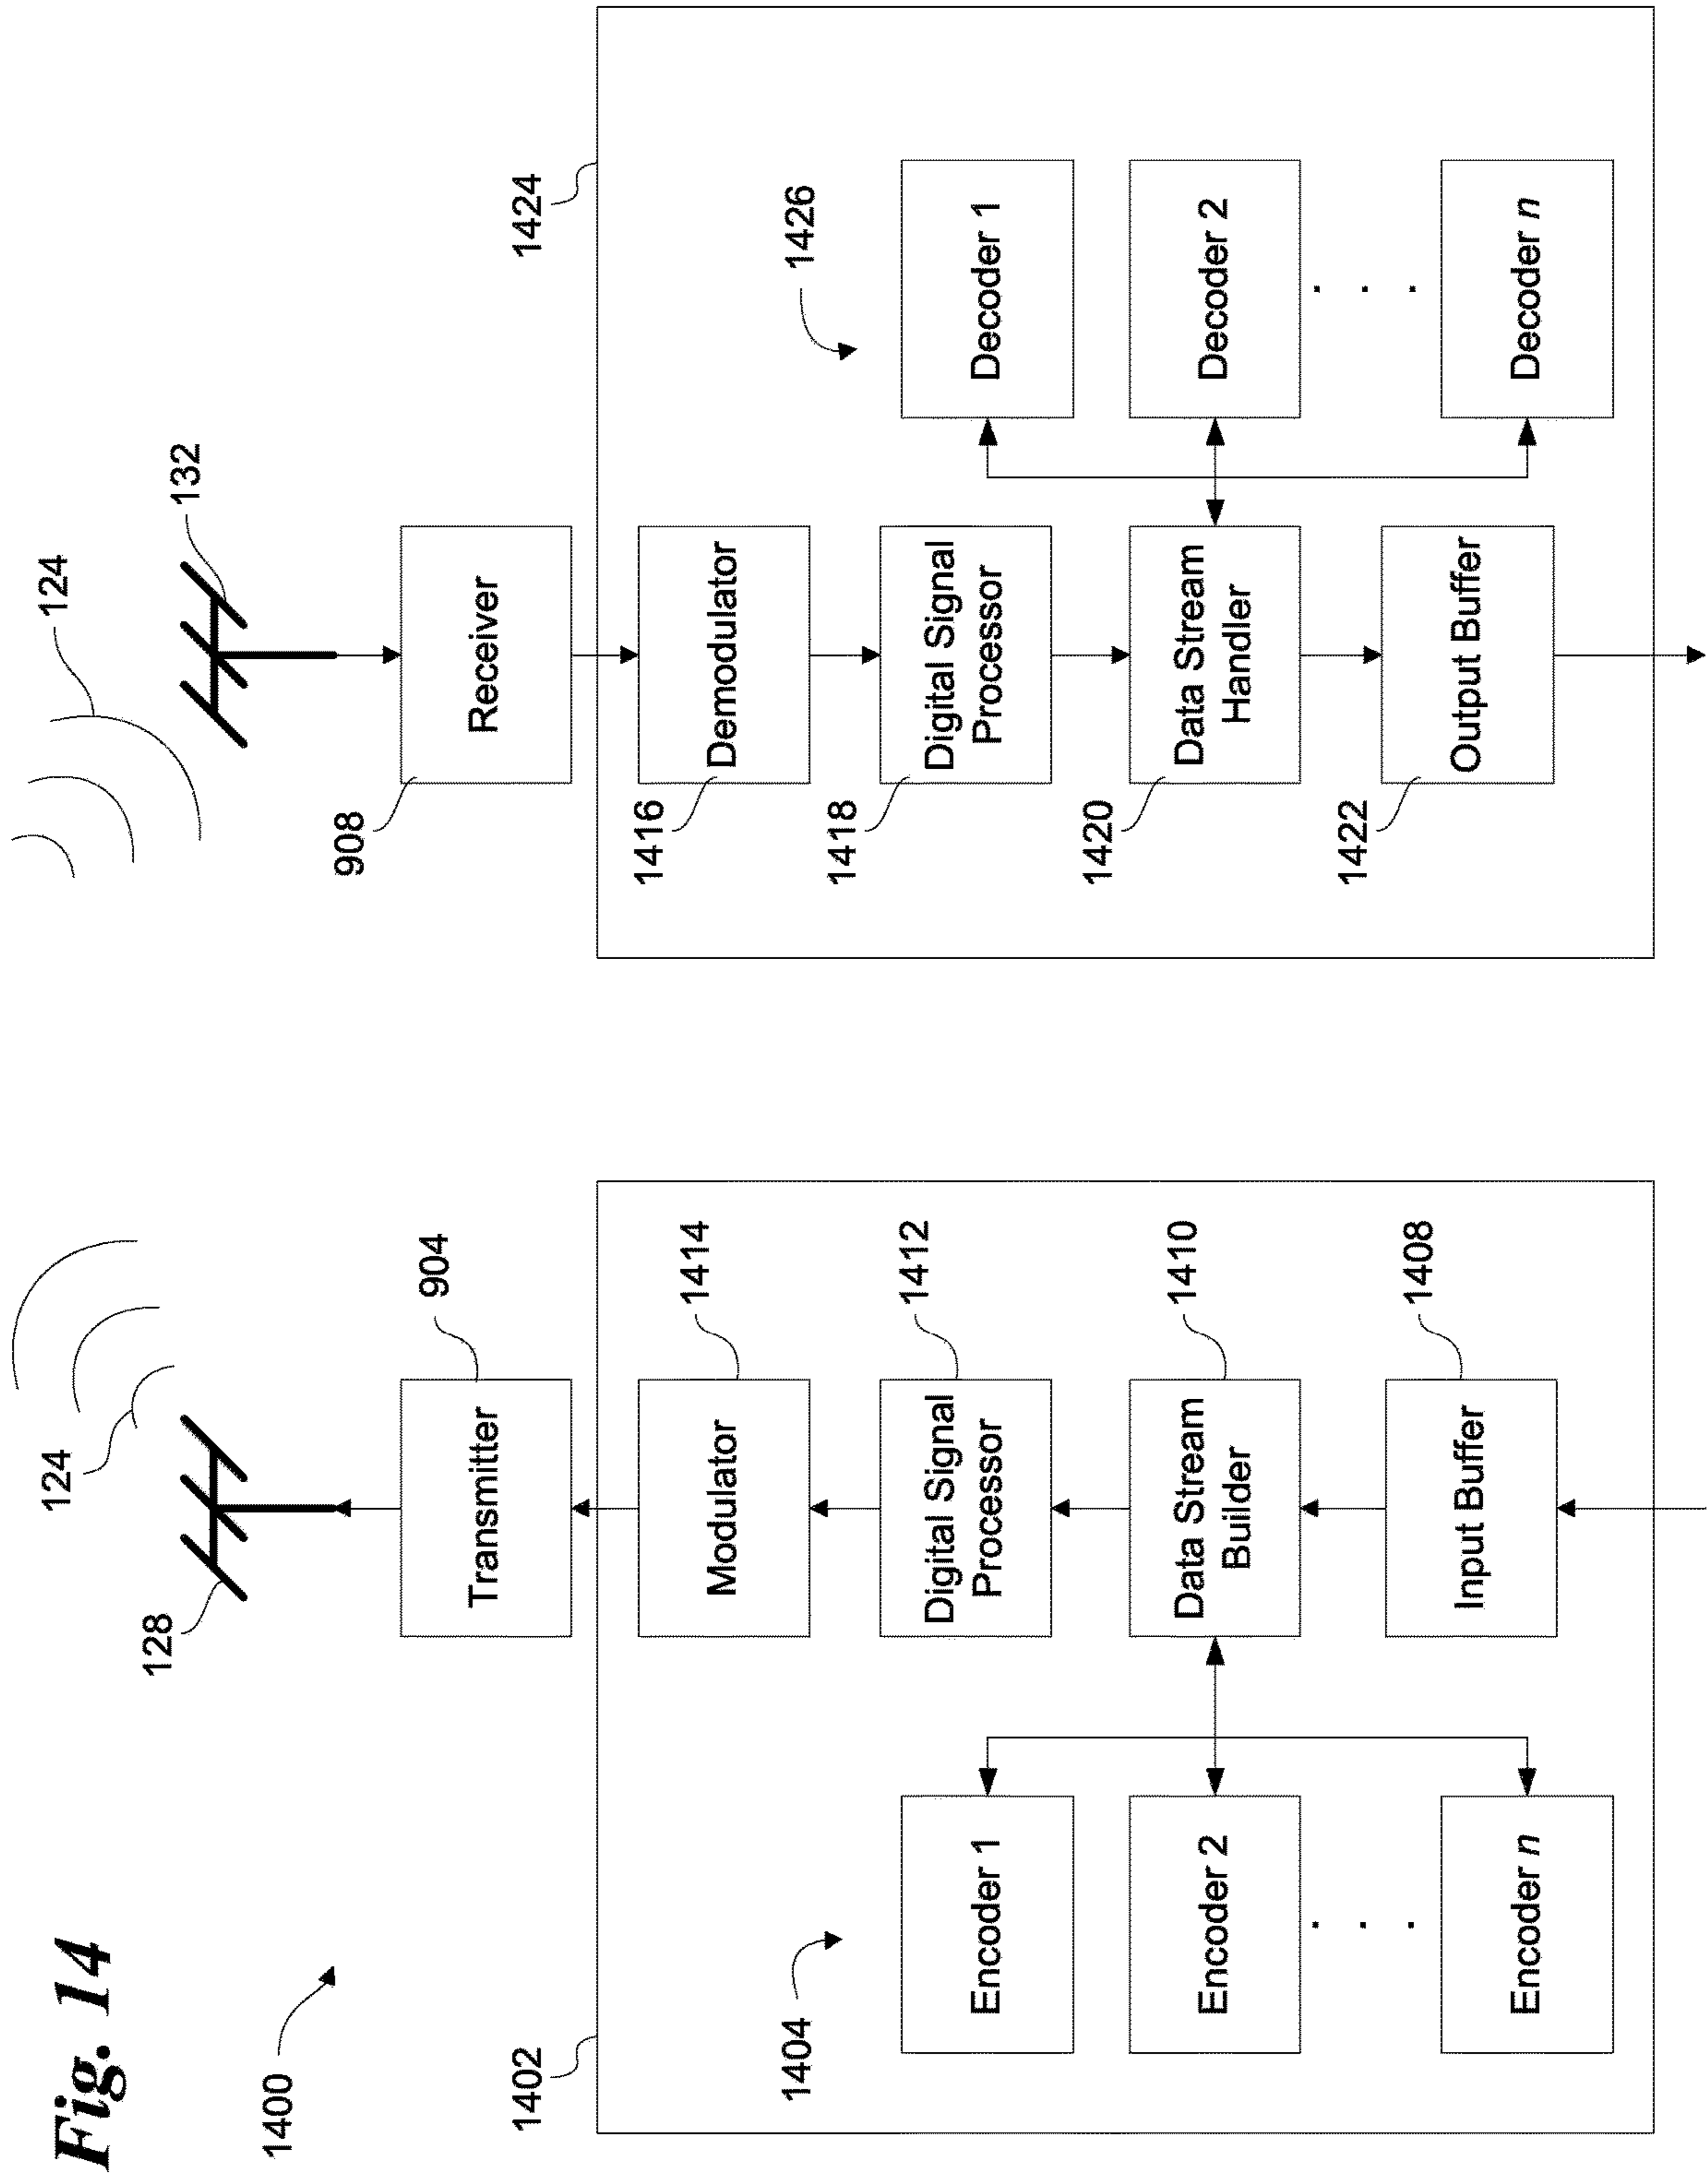 Fig. 14
1400
124
128
Transmitter
904
1402
Modulator
1414
1404
Encoder 1
Encoder 2
. . .
Encoder n
Digital Signal
Processor
1412
Data Stream
Builder
1410
Input Buffer
1408
124
132
908
Receiver
1424
1416
Demodulator
1418
Digital Signal
Processor
1420
Data Stream
Handler
1422
Output Buffer
1426
Decoder 1
Decoder 2
. . .
Decoder n